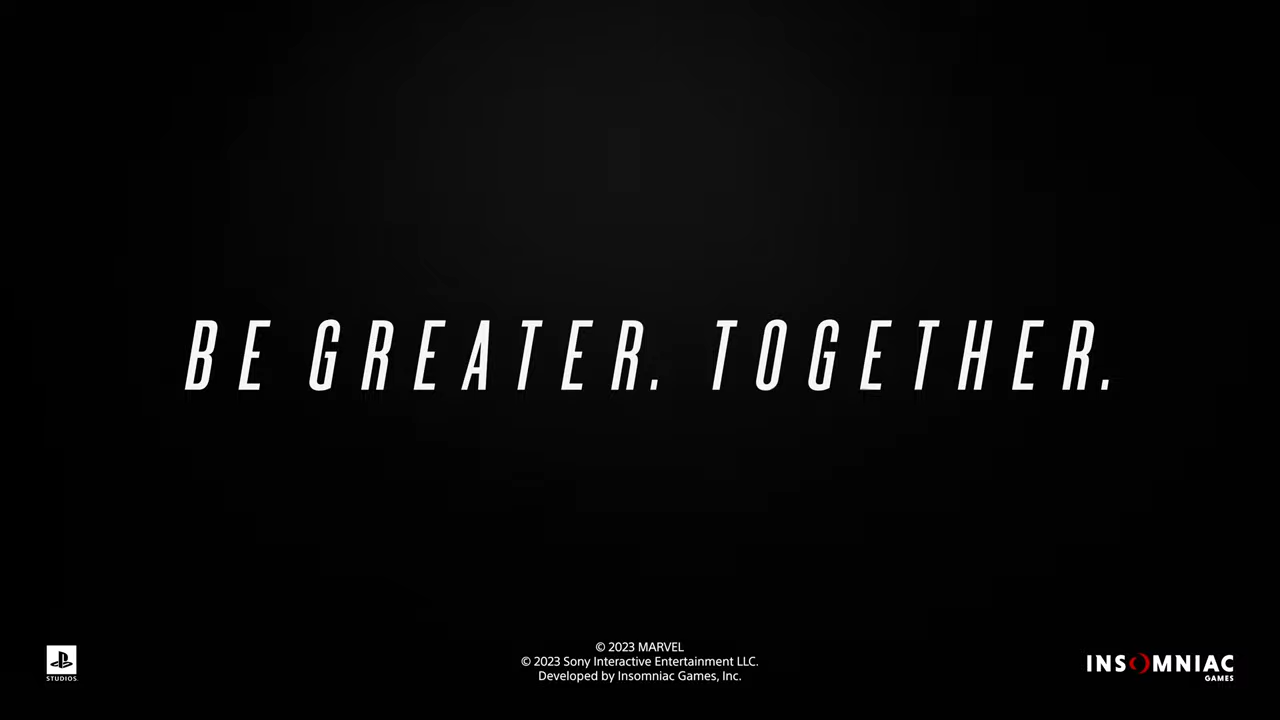 BE GREATER. TOGETHER.
© 2023 MARVEL
© 2023 Sony Interactive Entertainment LLC.
Developed by Insomniac Games, Inc.
STUDIOS
INSOMNIAC
GAMES